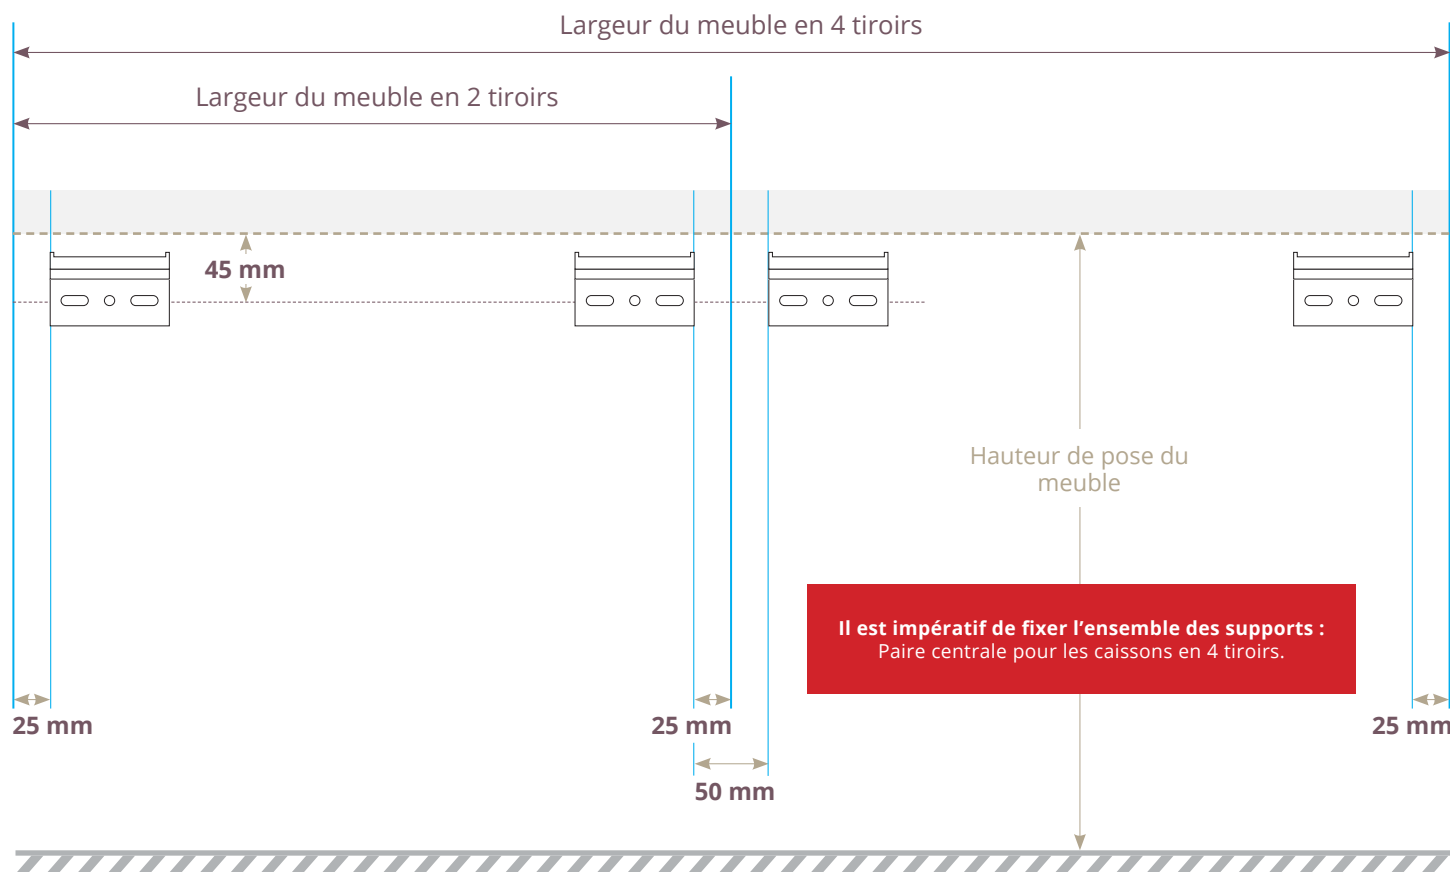 Largeur du meuble en 4 tiroirs
Largeur du meuble en 2 tiroirs
45 mm
Hauteur de pose du
meuble
Il est impératif de fixer l’ensemble des supports :
Paire centrale pour les caissons en 4 tiroirs.
25 mm
25 mm
25 mm
50 mm